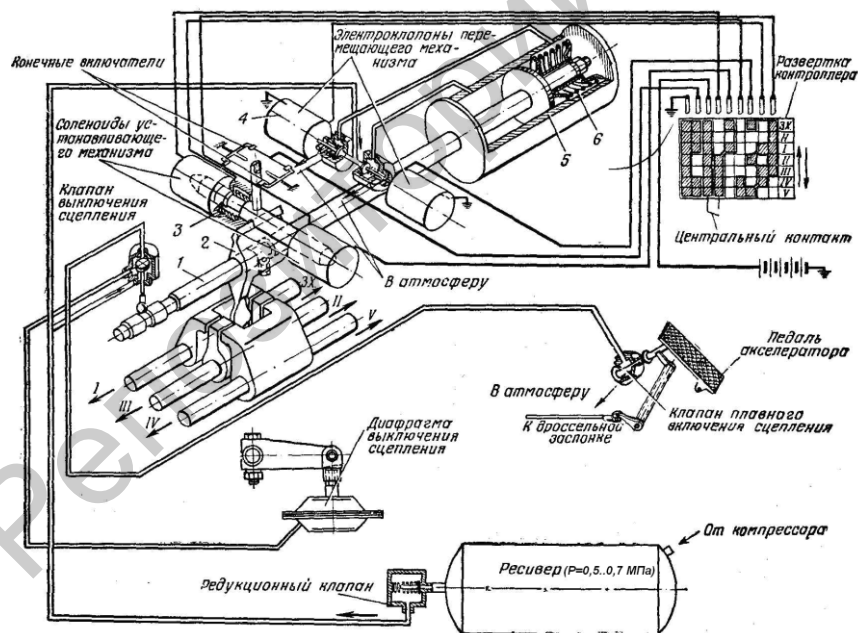 Электроклапаны пере-
мещающего меха-
низма
Конечные включатели
4
Развертка
контроллера
Соленоиды ус-
танавливающе-
го механизма
Клапан
выключения
сцепления
5
6
ЗХ
Н
I
II
III
IV
V
Центральный контакт
3
2
1
В атмосферу
ЗХ
II
V
I
III
IV
Педаль
акселератора
В атмосферу
К дроссельной
заслонке
Клапан плавного
включения сцепления
Диафрагма
выключения
сцепления
От компрессора
Ресивер (Р=0,5..0,7 МПа)
Редукционный клапан
Репозитори